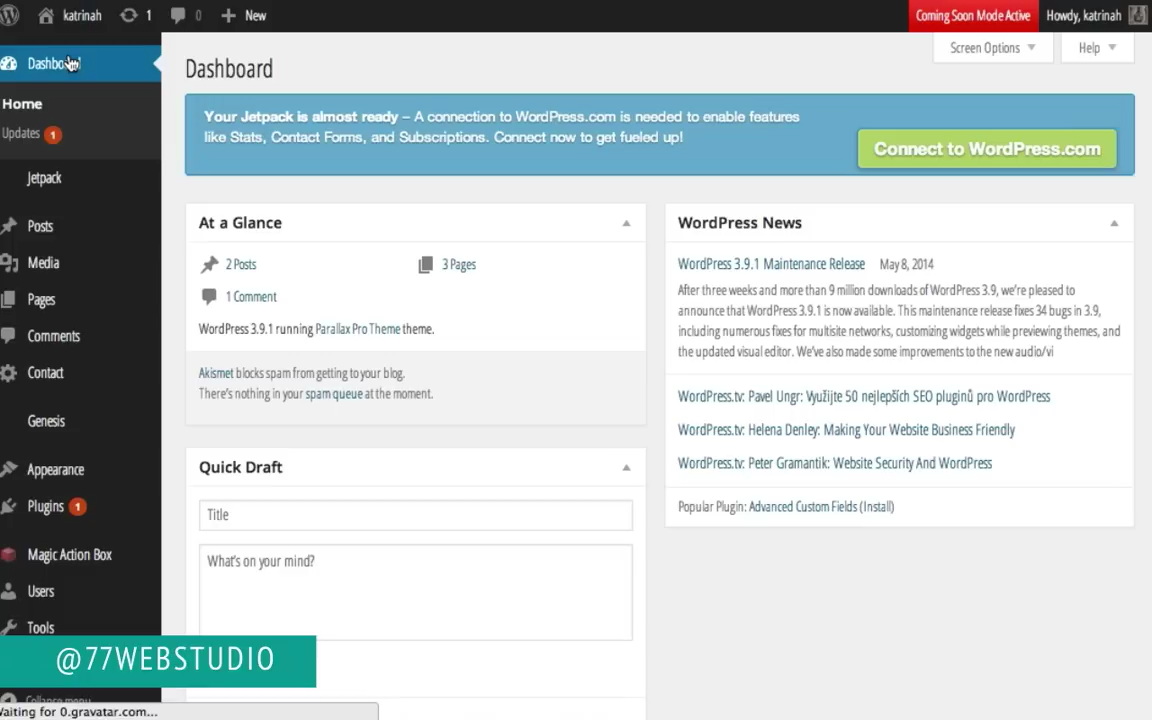 katrinah 1 0 New Coming Soon Mode Active Howdy, katrinah
Screen Options Help
Dashboard
Home
Updates 1
Jetpack
Posts
Media
Pages
Comments
Contact
Genesis
Appearance
Plugins 1
Magic Action Box
Users
Tools
Collapse menu
Dashboard
Your Jetpack is almost ready – A connection to WordPress.com is needed to enable features
like Stats, Contact Forms, and Subscriptions. Connect now to get fueled up!
Connect to WordPress.com
At a Glance
2 Posts 3 Pages
1 Comment
WordPress 3.9.1 running Parallax Pro Theme theme.
Akismet blocks spam from getting to your blog.
There's nothing in your spam queue at the moment.
Quick Draft
Title
What's on your mind?
WordPress News
WordPress 3.9.1 Maintenance Release May 8, 2014
After three weeks and more than 9 million downloads of WordPress 3.9, we're pleased to
announce that WordPress 3.9.1 is now available. This maintenance release fixes 34 bugs in 3.9,
including numerous fixes for multisite networks, customizing widgets while previewing themes, and
the updated visual editor. We've also made some improvements to the new audio/vi
WordPress.tv: Pavel Ungr: Využijte 50 nejlepších SEO pluginů pro WordPress
WordPress.tv: Helena Denley: Making Your Website Business Friendly
WordPress.tv: Peter Gramantik: Website Security And WordPress
Popular Plugin: Advanced Custom Fields (Install)
@77WEBSTUDIO
Waiting for 0.gravatar.com...